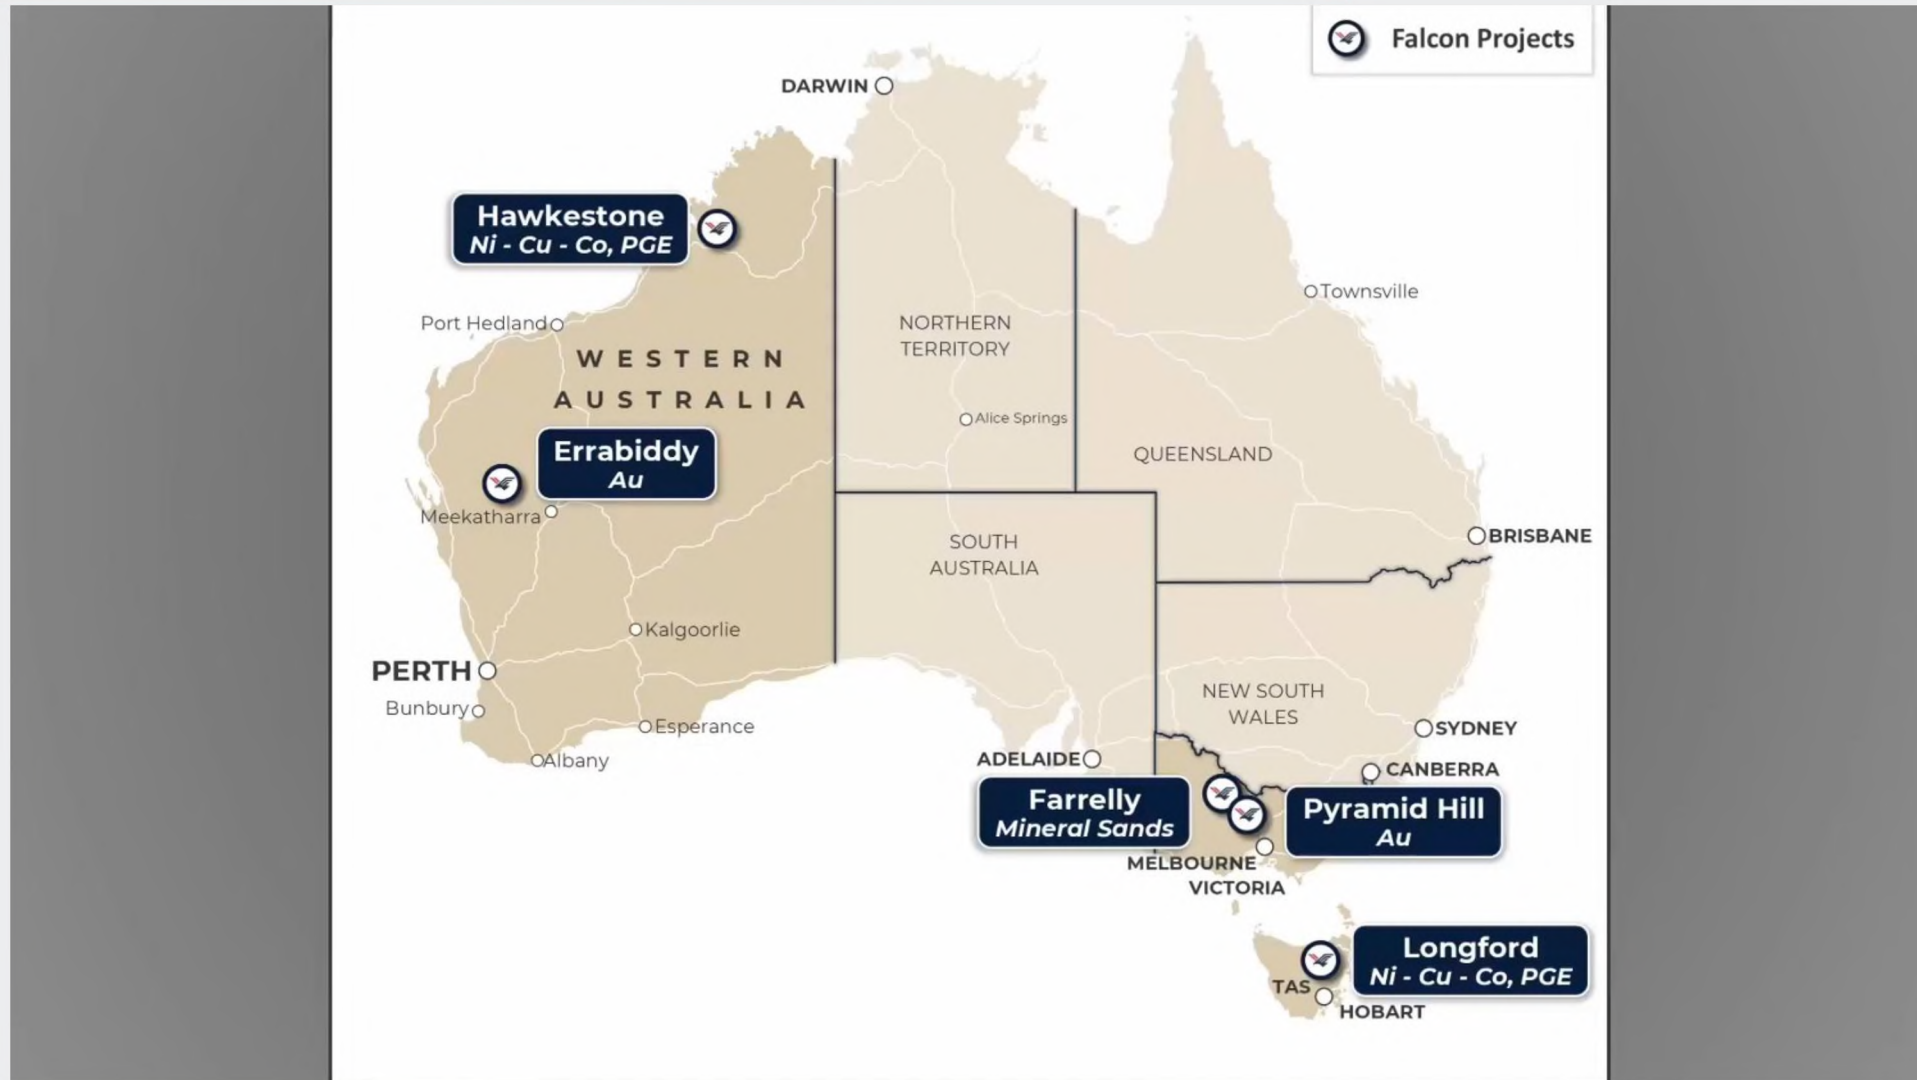 Falcon Projects
DARWIN
Hawkestone
Ni - Cu - Co, PGE
Townsville
Port Hedland
NORTHERN
TERRITORY
WESTERN
AUSTRALIA
Alice Springs
QUEENSLAND
Errabiddy
Au
Meekatharra
BRISBANE
SOUTH
AUSTRALIA
Kalgoorlie
PERTH
NEW SOUTH
WALES
Bunbury
Esperance
SYDNEY
ADELAIDE
Albany
CANBERRA
Farrelly
Mineral Sands
Pyramid Hill
Au
MELBOURNE
VICTORIA
Longford
Ni - Cu - Co, PGE
TAS
HOBART